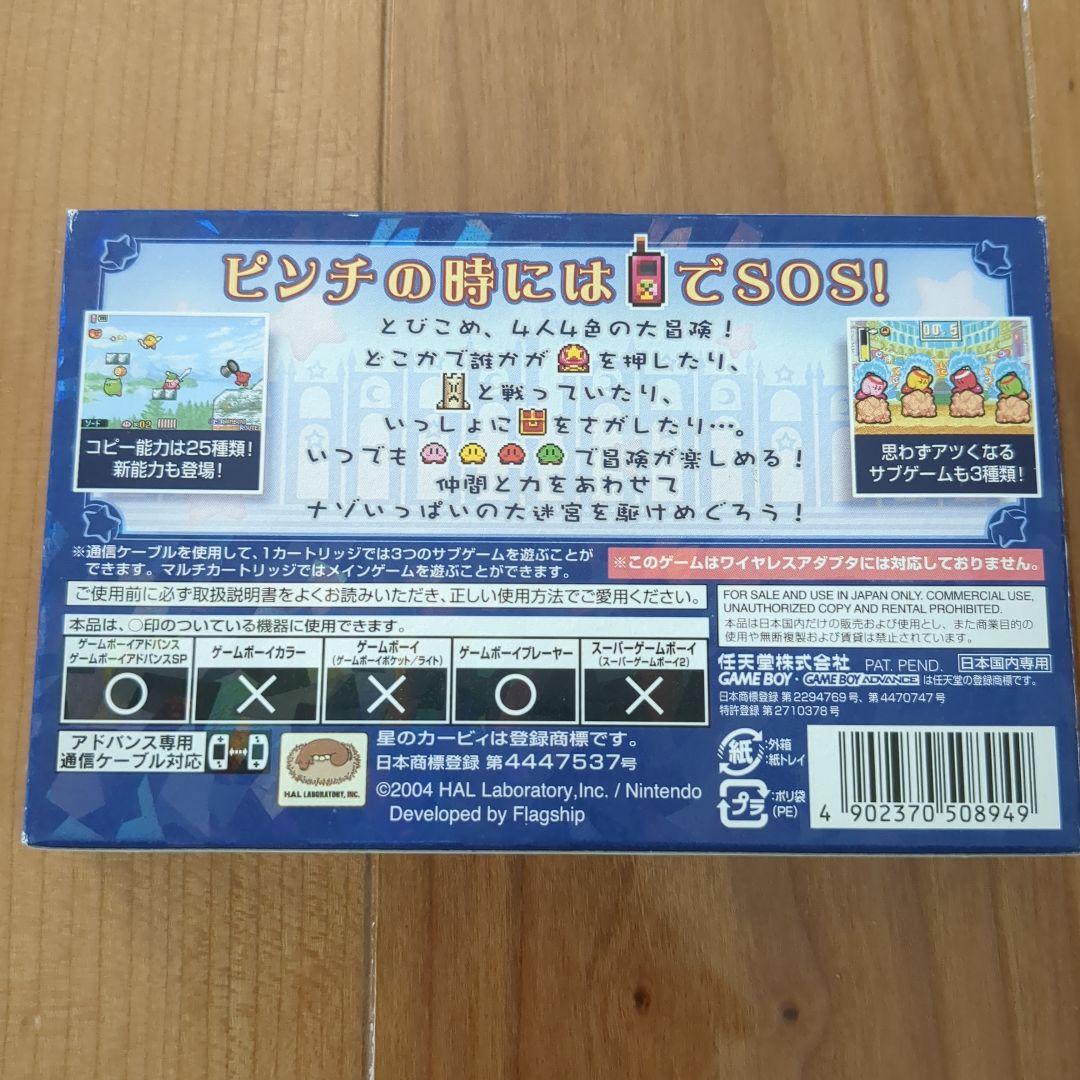 ピンチの時にはでSOS!
とびこめ、4人4色の大冒険!
どこかで誰かがを押したり、
と戦っていたり、
いっしょにをさがしたり…。
いつでもで冒険が楽しめる!
仲間と力をあわせて
ナゾいっぱいの大迷宮を駆けめぐろう!
コピー能力は25種類!
新能力も登場!
00.5
思わずアツくなる
サブゲームも3種類!
※通信ケーブルを使用して、1カートリッジでは3つのサブゲームを遊ぶことが
できます。マルチカートリッジではメインゲームを遊ぶことができます。
※このゲームはワイヤレスアダプタには対応しておりません。
ご使用前に必ず取扱説明書をよくお読みいただき、正しい使用方法でご愛用ください。
FOR SALE AND USE IN JAPAN ONLY. COMMERCIAL USE,
UNAUTHORIZED COPY AND RENTAL PROHIBITED.
本品は日本国内だけの販売および使用とし、また商業目的の
使用や無断複製および賃貸は禁止されています。
本品は、○印のついている機器に使用できます。
ゲームボーイアドバンス
ゲームボーイアドバンスSP
ゲームボーイカラー
ゲームボーイ
(ゲームボーイポケット/ライト)
ゲームボーイプレーヤー
スーパーゲームボーイ
(スーパーゲームボーイ2)
○
×
×
○
×
任天堂株式会社 PAT. PEND. 日本国内専用
GAME BOY・GAME BOY ADVANCE は任天堂の登録商標です。
日本商標登録 第2294769号、第4470747号
特許登録 第2710378号
アドバンス専用
通信ケーブル対応
HAL LABORATORY, INC.
星のカービィは登録商標です。
日本商標登録 第4447537号
©2004 HAL Laboratory,Inc. / Nintendo
Developed by Flagship
紙 :外箱
:紙トレイ
プラ :ポリ袋
(PE)
4 902370 508949